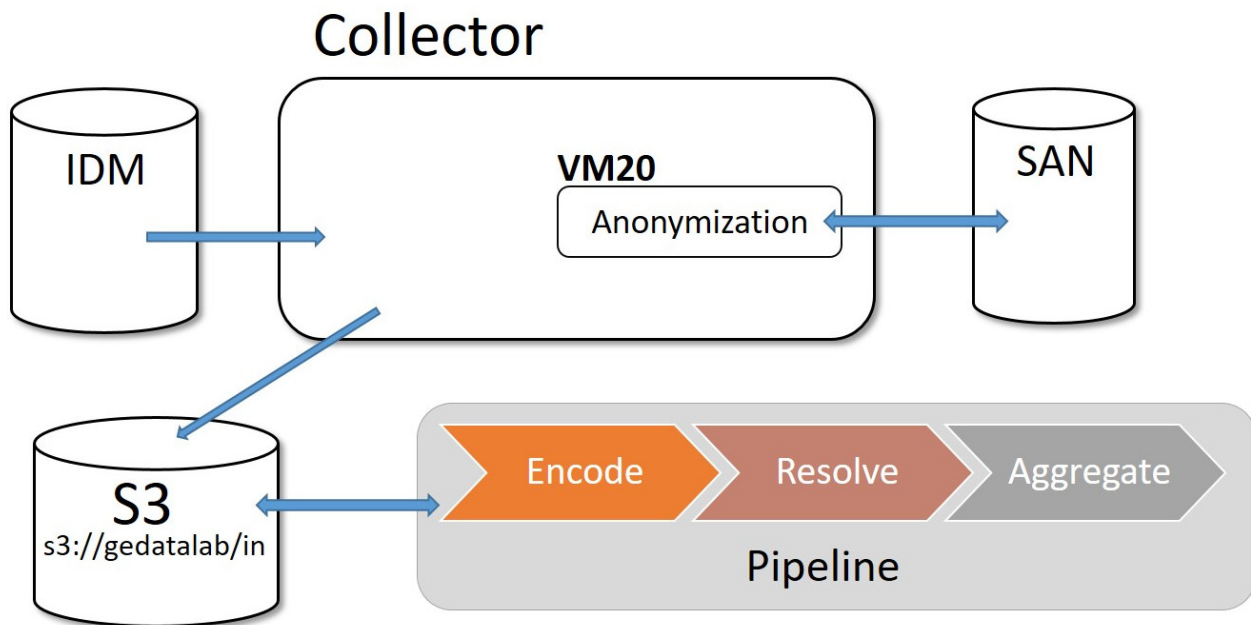 Collector
IDM
VM20
Anonymization
SAN
S3
s3://gedatalab/in
Encode
Resolve
Aggregate
Pipeline